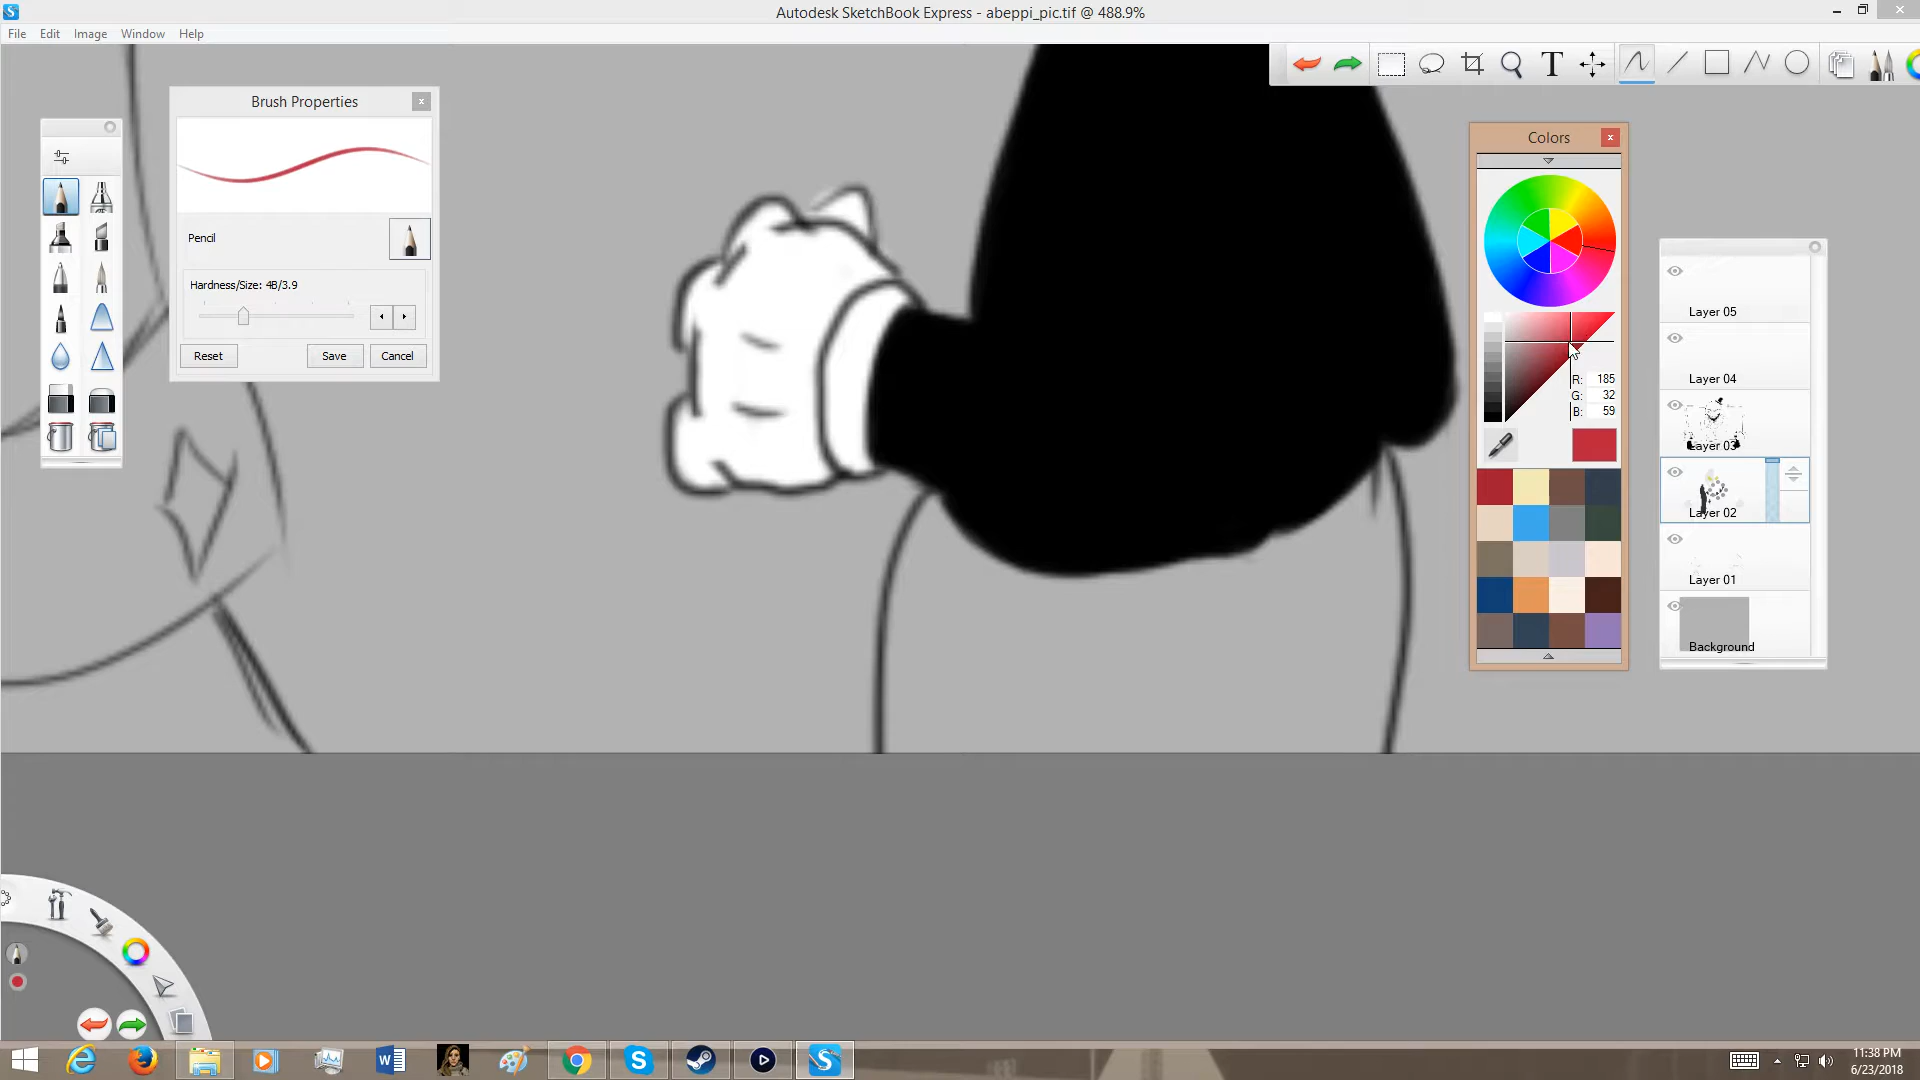 Autodesk SketchBook Express - abeppi_pic.tif @ 488.9%
File Edit Image Window Help
T
Brush Properties
Pencil
Hardness/Size: 4B/3.9
Reset Save Cancel
Colors
R: 185
G: 32
B: 59
Layer 05
Layer 04
Layer 03
Layer 02
Layer 01
Background
11:38 PM
6/23/2018